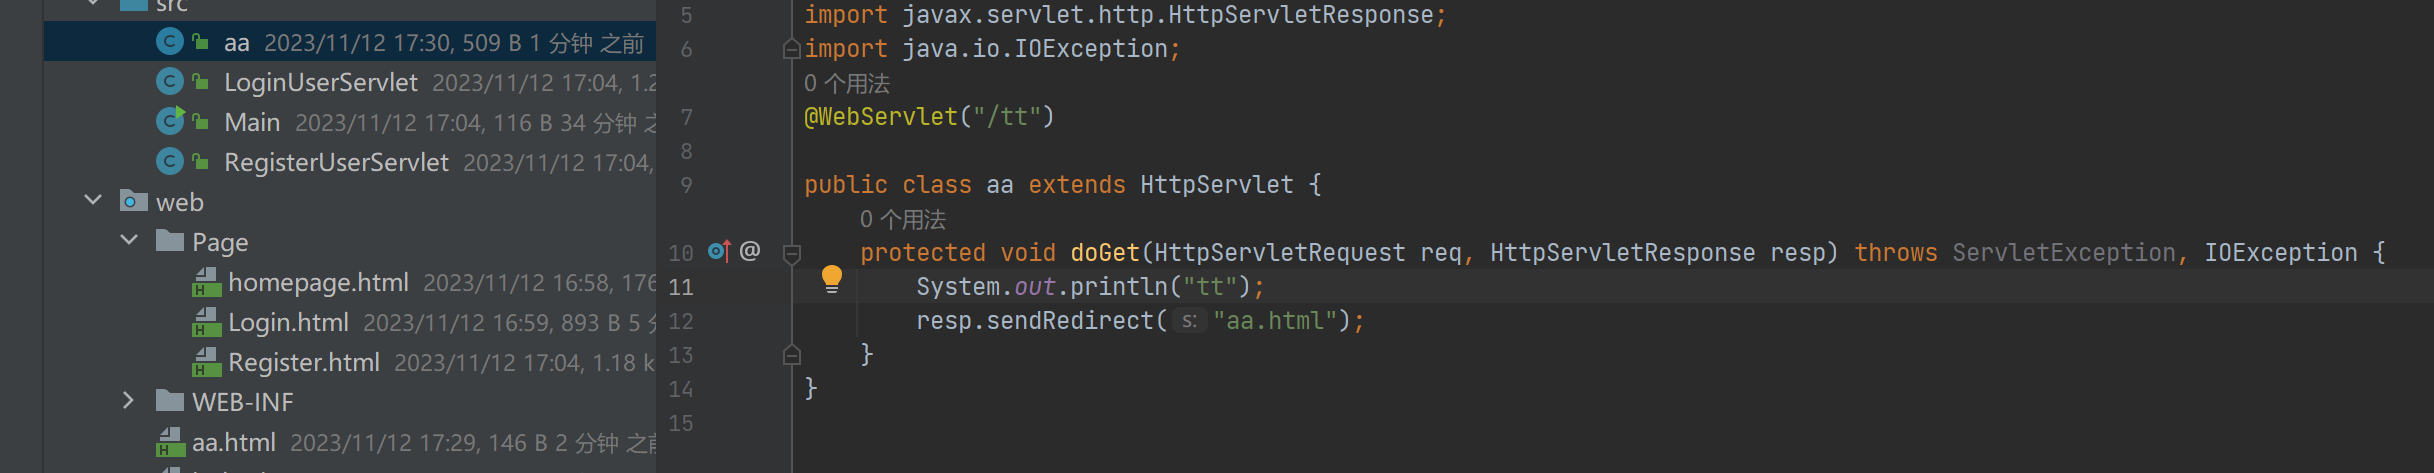 src
aa 2023/11/12 17:30, 509 B 1 分钟 之前
LoginUserServlet 2023/11/12 17:04, 1.2
Main 2023/11/12 17:04, 116 B 34 分钟 之
RegisterUserServlet 2023/11/12 17:04,
web
Page
homepage.html 2023/11/12 16:58, 176
Login.html 2023/11/12 16:59, 893 B 5 分
Register.html 2023/11/12 17:04, 1.18 k
WEB-INF
aa.html 2023/11/12 17:29, 146 B 2 分钟 之前
5 import javax.servlet.http.HttpServletResponse;
6 import java.io.IOException;
0 个用法
7 @WebServlet("/tt")
8
9 public class aa extends HttpServlet {
0 个用法
10 @ protected void doGet(HttpServletRequest req, HttpServletResponse resp) throws ServletException, IOException {
11 System.out.println("tt");
12 resp.sendRedirect( s: "aa.html");
13 }
14 }
15